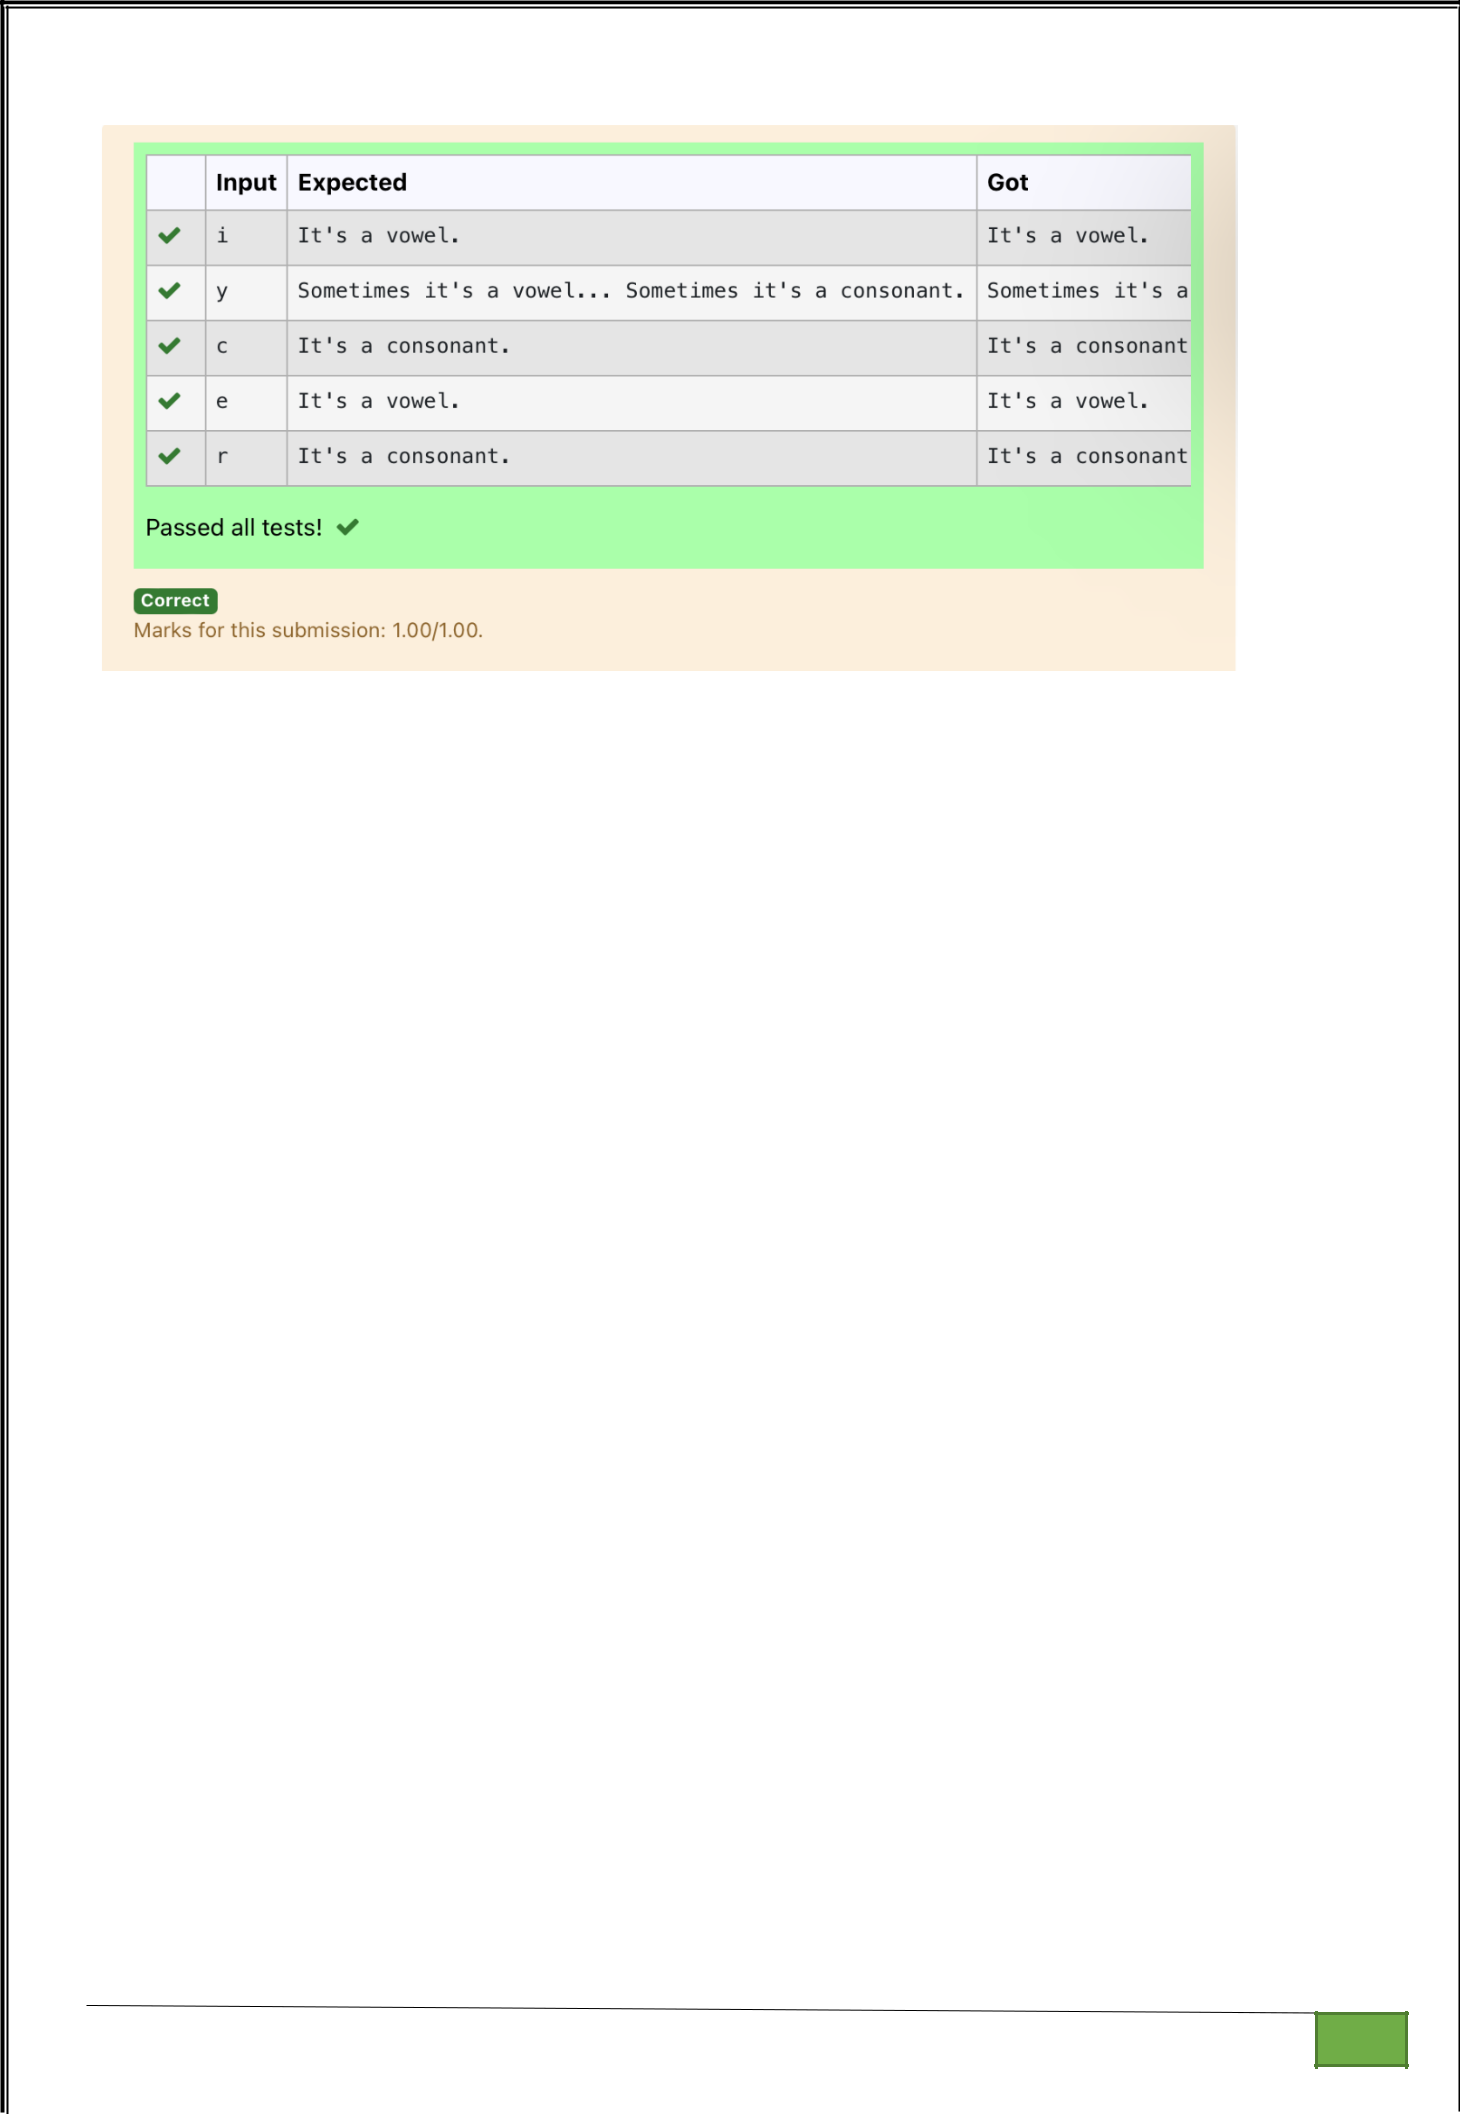 Input Expected Got
i It's a vowel. It's a vowel.
y Sometimes it's a vowel... Sometimes it's a consonant. Sometimes it's a
c It's a consonant. It's a consonant
e It's a vowel. It's a vowel.
r It's a consonant. It's a consonant
Passed all tests!
Correct
Marks for this submission: 1.00/1.00.